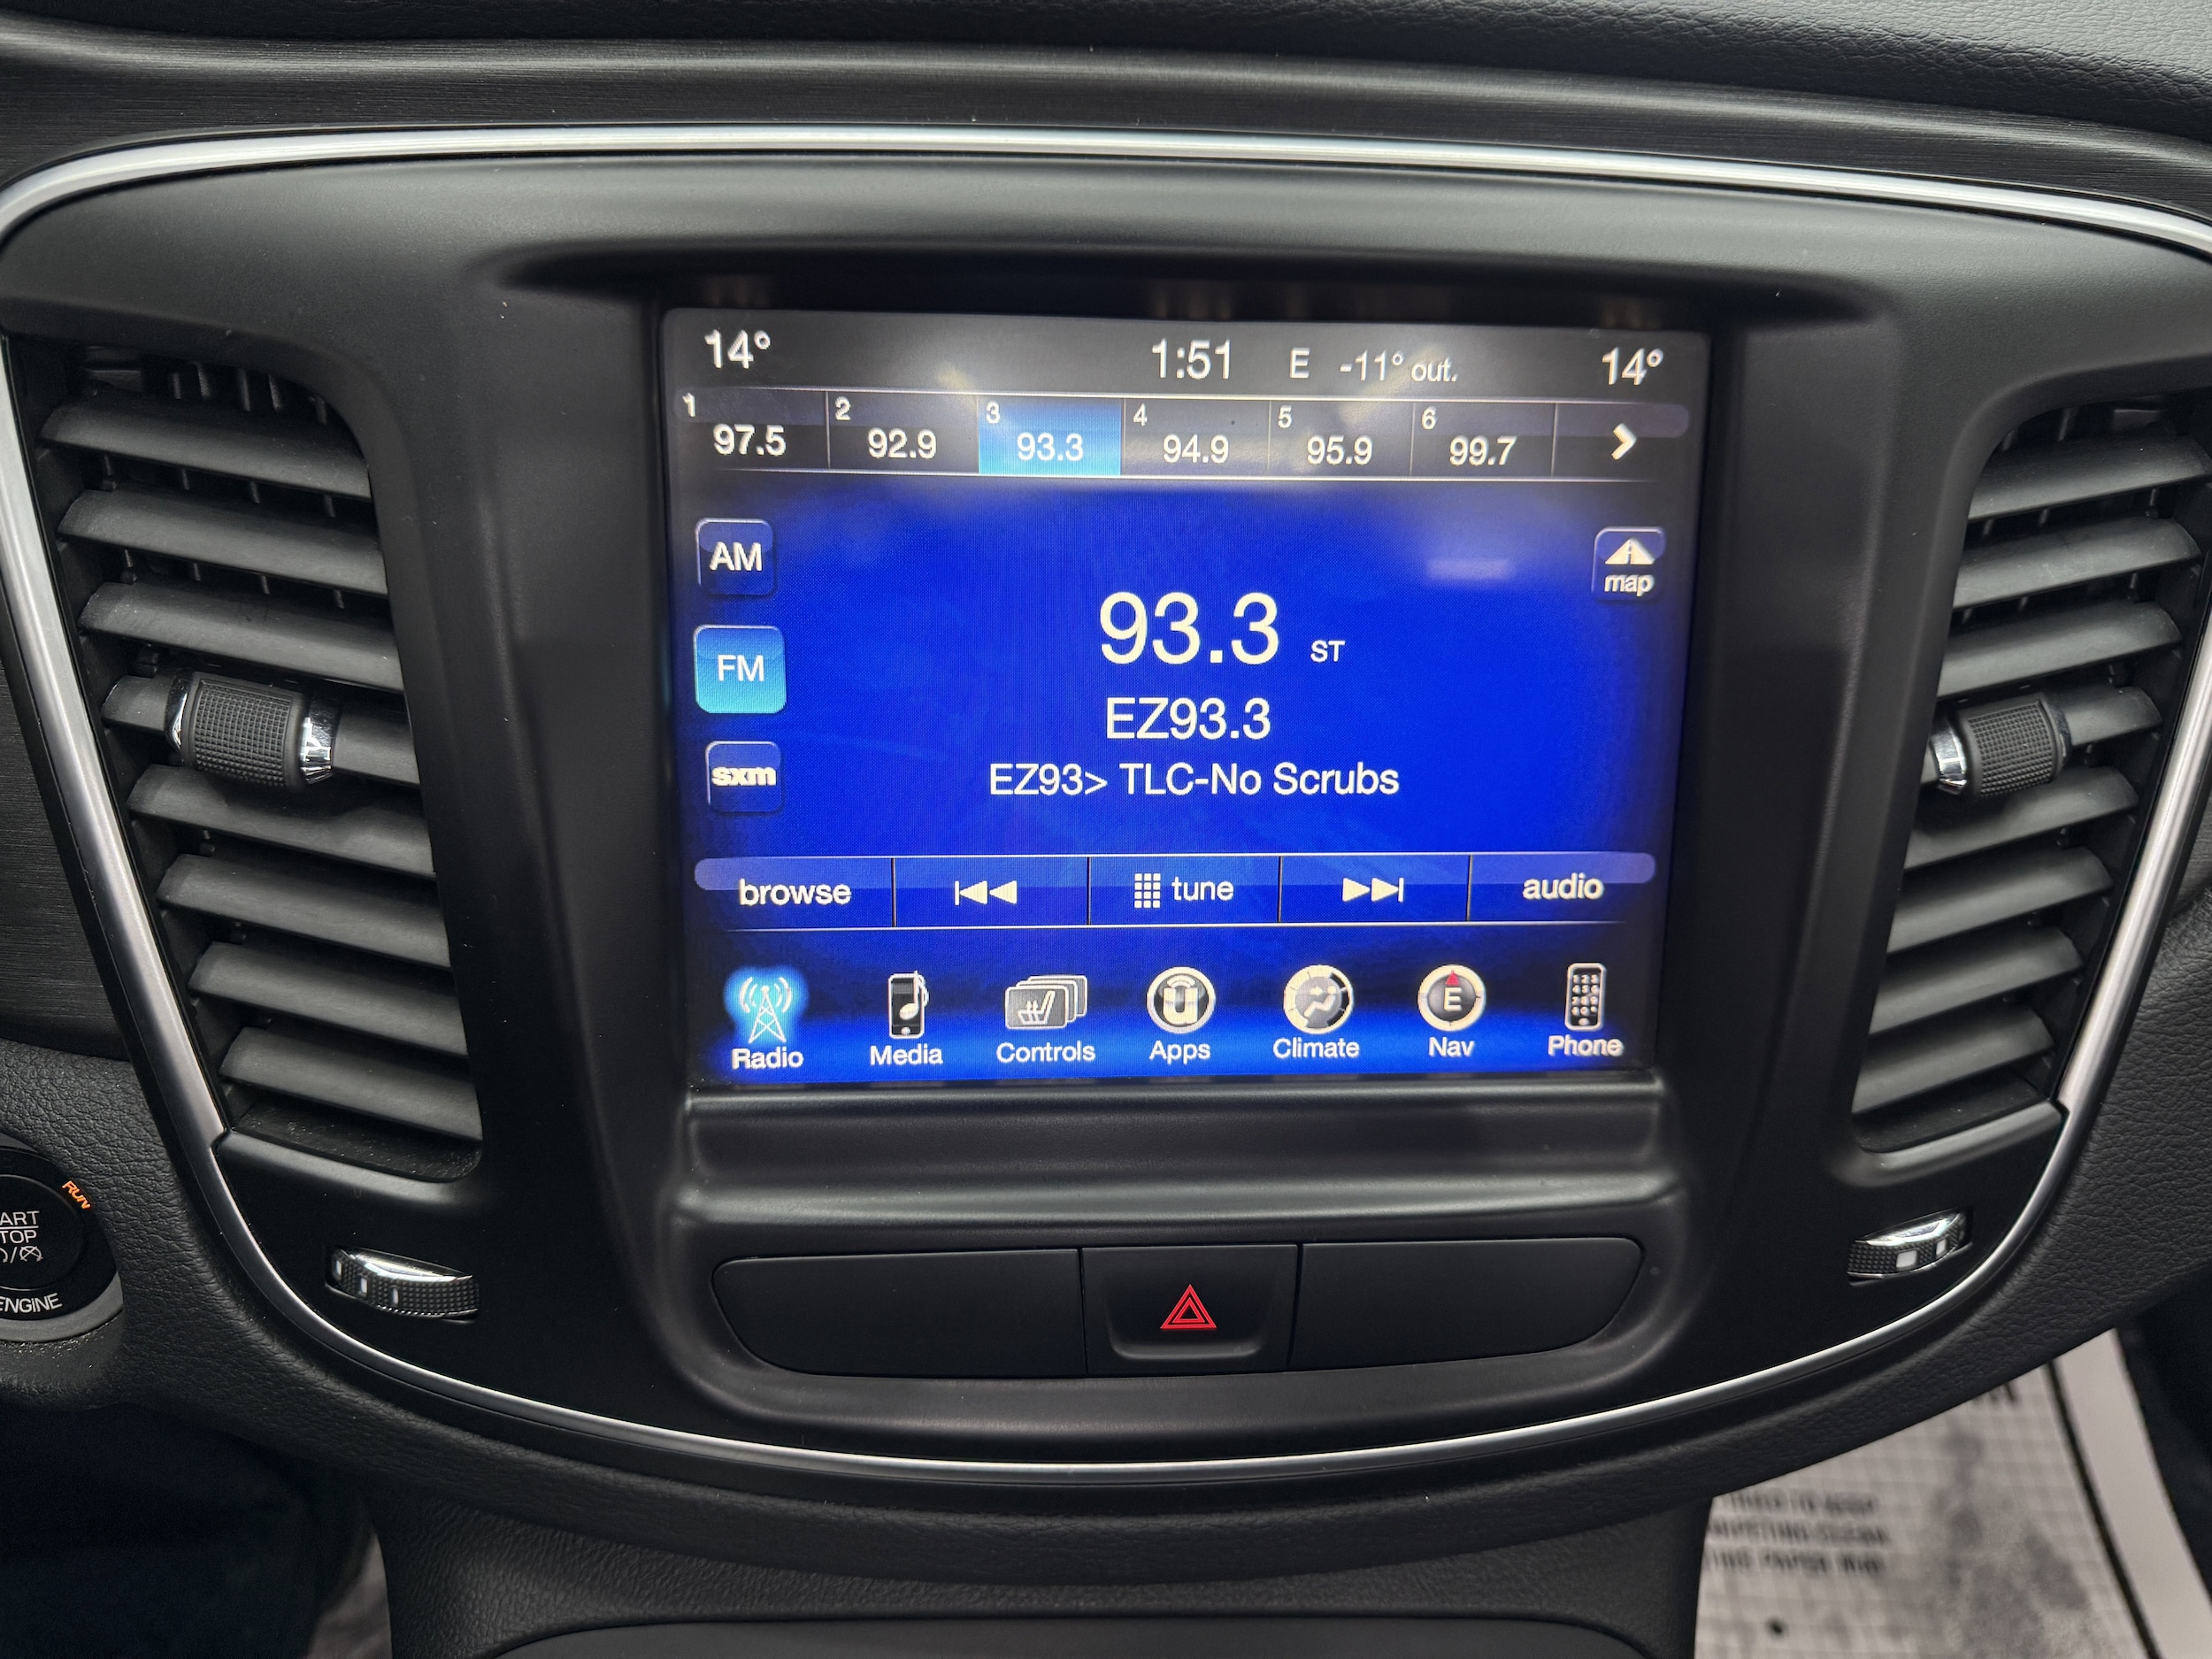 14° 1:51 E -11° out. 14°
1 97.5 2 92.9 3 93.3 4 94.9 5 95.9 6 99.7
AM
map
93.3 ST
FM
EZ93.3
sxm
EZ93> TLC-No Scrubs
browse tune audio
E
Radio Media Controls Apps Climate Nav Phone
RUN
ART
TOP
ENGINE